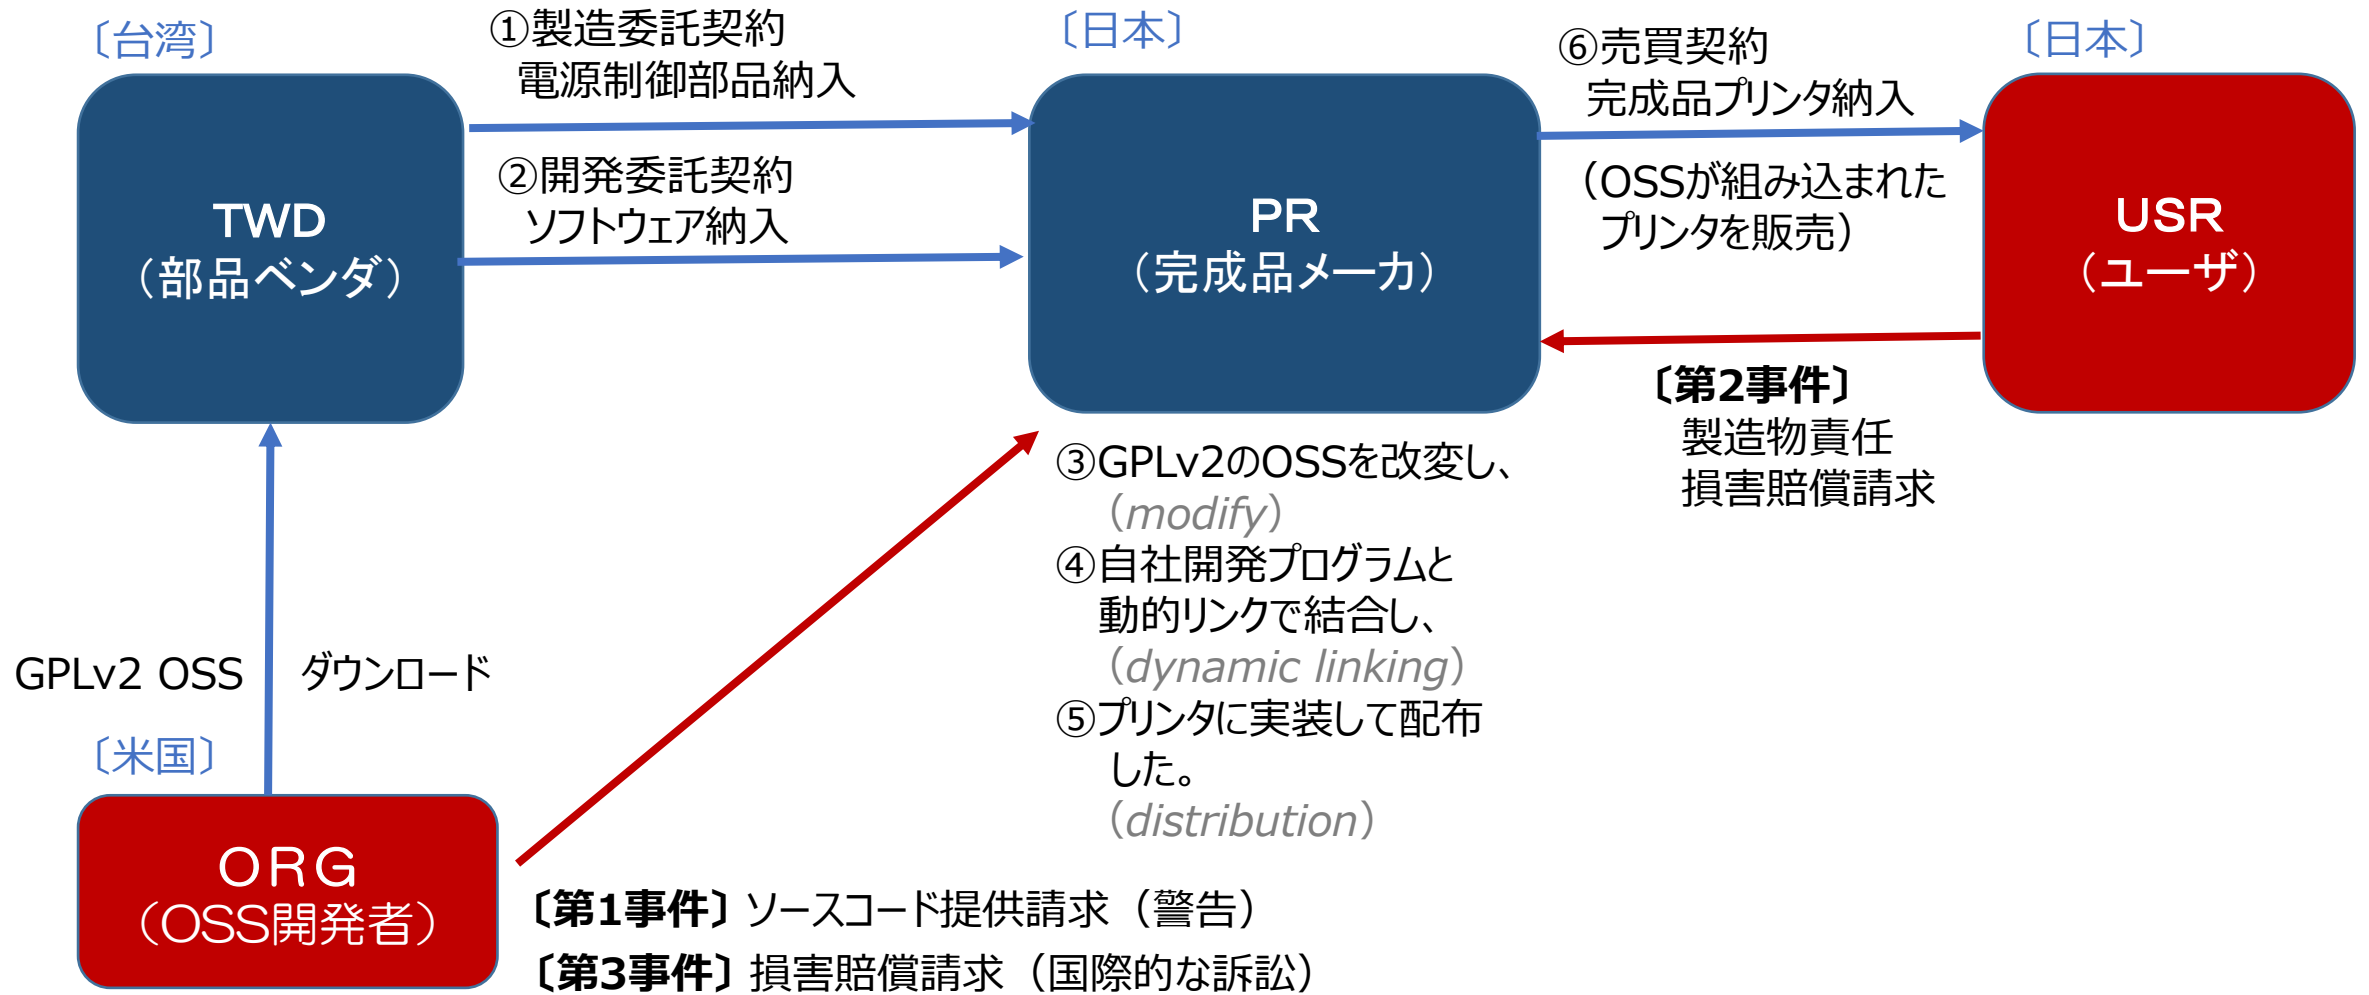 〔台湾〕
①製造委託契約
電源制御部品納入
〔日本〕
⑥売買契約
完成品プリンタ納入
〔日本〕
TWD
（部品ベンダ）
②開発委託契約
ソフトウェア納入
PR
（完成品メーカ）
（OSSが組み込まれた
プリンタを販売）
USR
（ユーザ）
〔第2事件〕
製造物責任
損害賠償請求
③GPLv2のOSSを改変し、
（modify）
④自社開発プログラムと
動的リンクで結合し、
（dynamic linking）
⑤プリンタに実装して配布
した。
（distribution）
GPLv2 OSS ダウンロード
〔米国〕
ＯＲＧ
（OSS開発者）
〔第1事件〕ソースコード提供請求（警告）
〔第3事件〕損害賠償請求（国際的な訴訟）